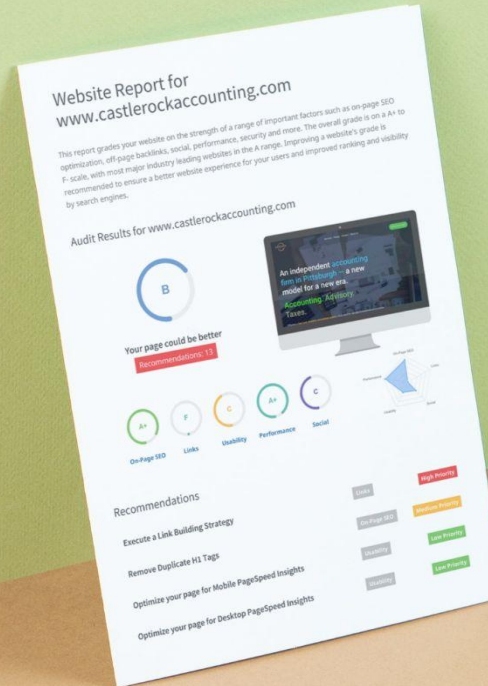 Website Report for
www.castlerockaccounting.com
This report grades your website on the strength of a range of important factors such as on-page SEO
optimization, off-page backlinks, social, performance, security and more. The overall grade is on a A+ to
F- scale, with most major industry leading websites in the A range. Improving a website's grade is
recommended to ensure a better website experience for your users and improved ranking and visibility
by search engines.
Audit Results for www.castlerockaccounting.com
B
Your page could be better
Recommendations: 13
An independent accounting
firm in Pittsburgh — a new
model for a new era.
Accounting. Advisory.
Taxes.
On-Page SEO
Links
Social
Usability
Performance
A+
F
C
A+
C
On-Page SEO
Links
Usability
Performance
Social
Recommendations
Execute a Link Building Strategy
Links
High Priority
Remove Duplicate H1 Tags
On-Page SEO
Medium Priority
Optimize your page for Mobile PageSpeed Insights
Usability
Low Priority
Optimize your page for Desktop PageSpeed Insights
Usability
Low Priority